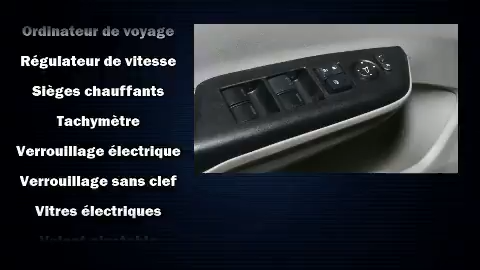 Ordinateur de voyage
Régulateur de vitesse
Sièges chauffants
Tachymètre
Verrouillage électrique
Verrouillage sans clef
Vitres électriques